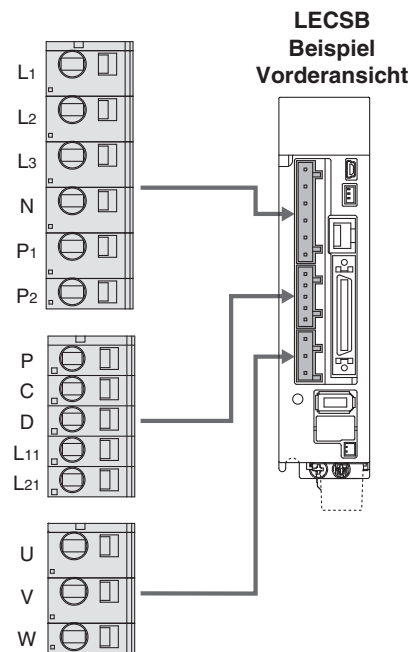 LECSB
Beispiel
Vorderansicht
L1
L2
L3
N
P1
P2
P
C
D
L11
L21
U
V
W